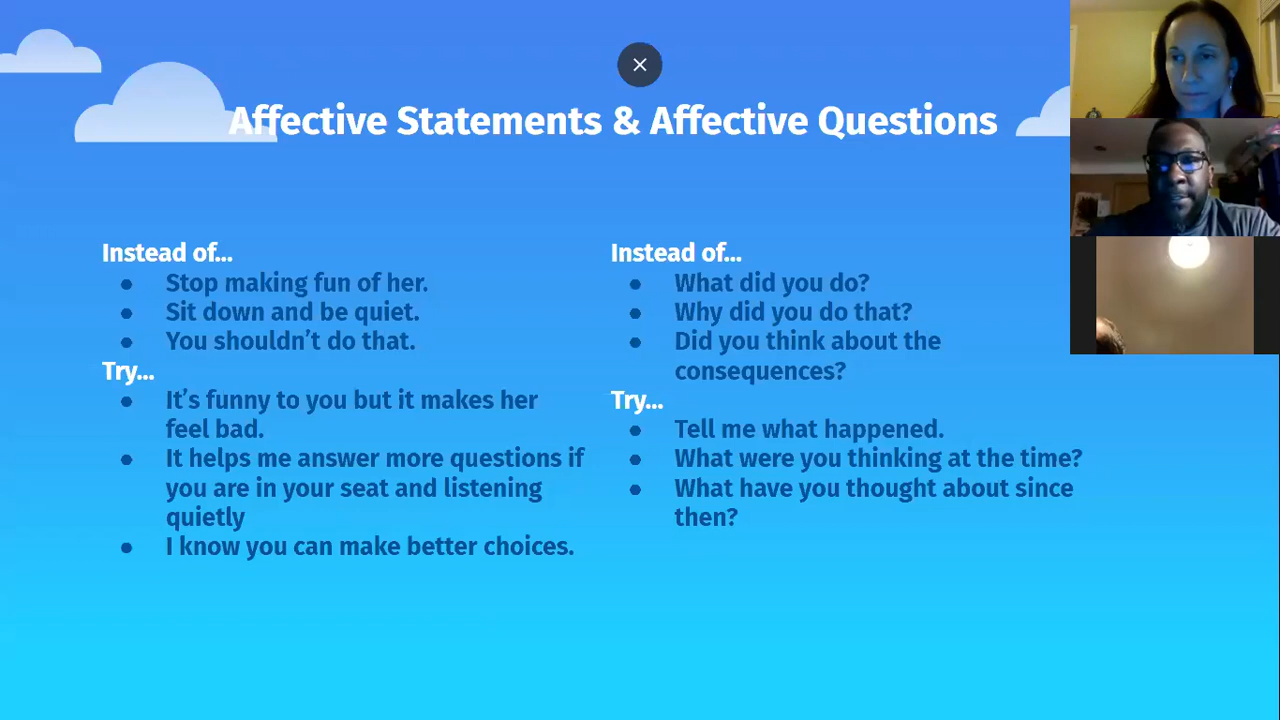 Affective Statements & Affective Questions
Instead of...
● Stop making fun of her.
● Sit down and be quiet.
● You shouldn’t do that.
Try...
● It’s funny to you but it makes her
feel bad.
● It helps me answer more questions if
you are in your seat and listening
quietly
● I know you can make better choices.
Instead of...
● What did you do?
● Why did you do that?
● Did you think about the
consequences?
Try...
● Tell me what happened.
● What were you thinking at the time?
● What have you thought about since
then?